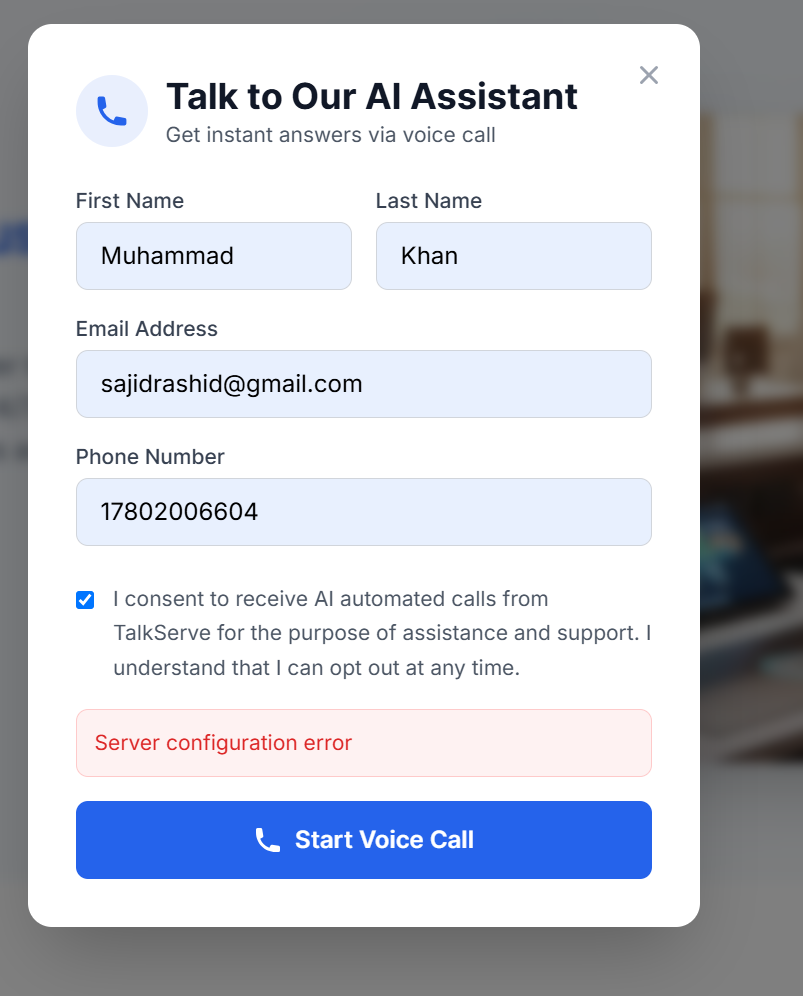 Talk to Our AI Assistant
Get instant answers via voice call
First Name
Last Name
Muhammad
Khan
Email Address
sajidrashid@gmail.com
Phone Number
17802006604
I consent to receive AI automated calls from
TalkServe for the purpose of assistance and support. I
understand that I can opt out at any time.
Server configuration error
Start Voice Call